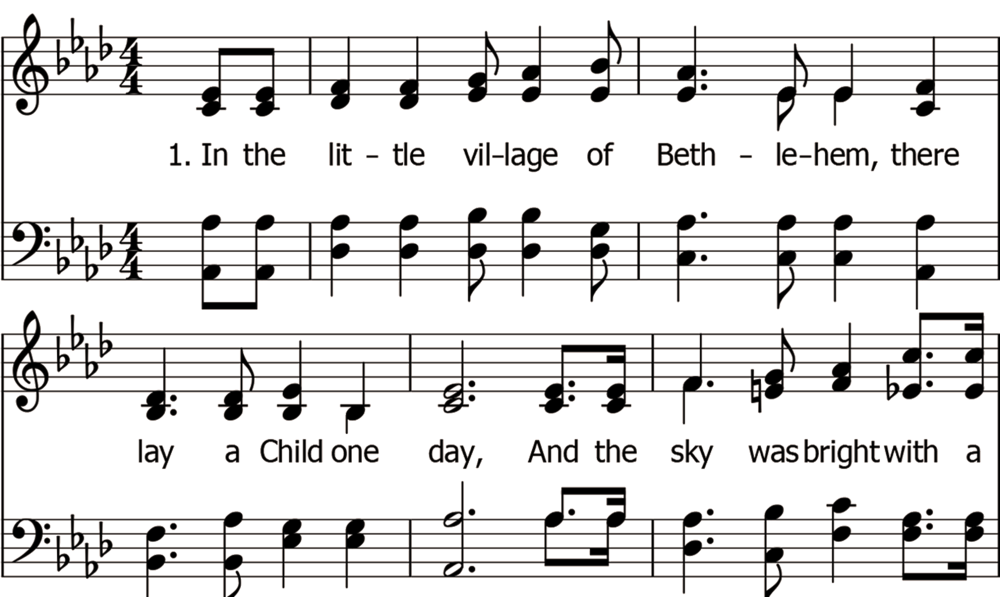 1. In the lit - tle vil-lage of Beth - le-hem, there
lay a Child one day, And the sky was bright with a